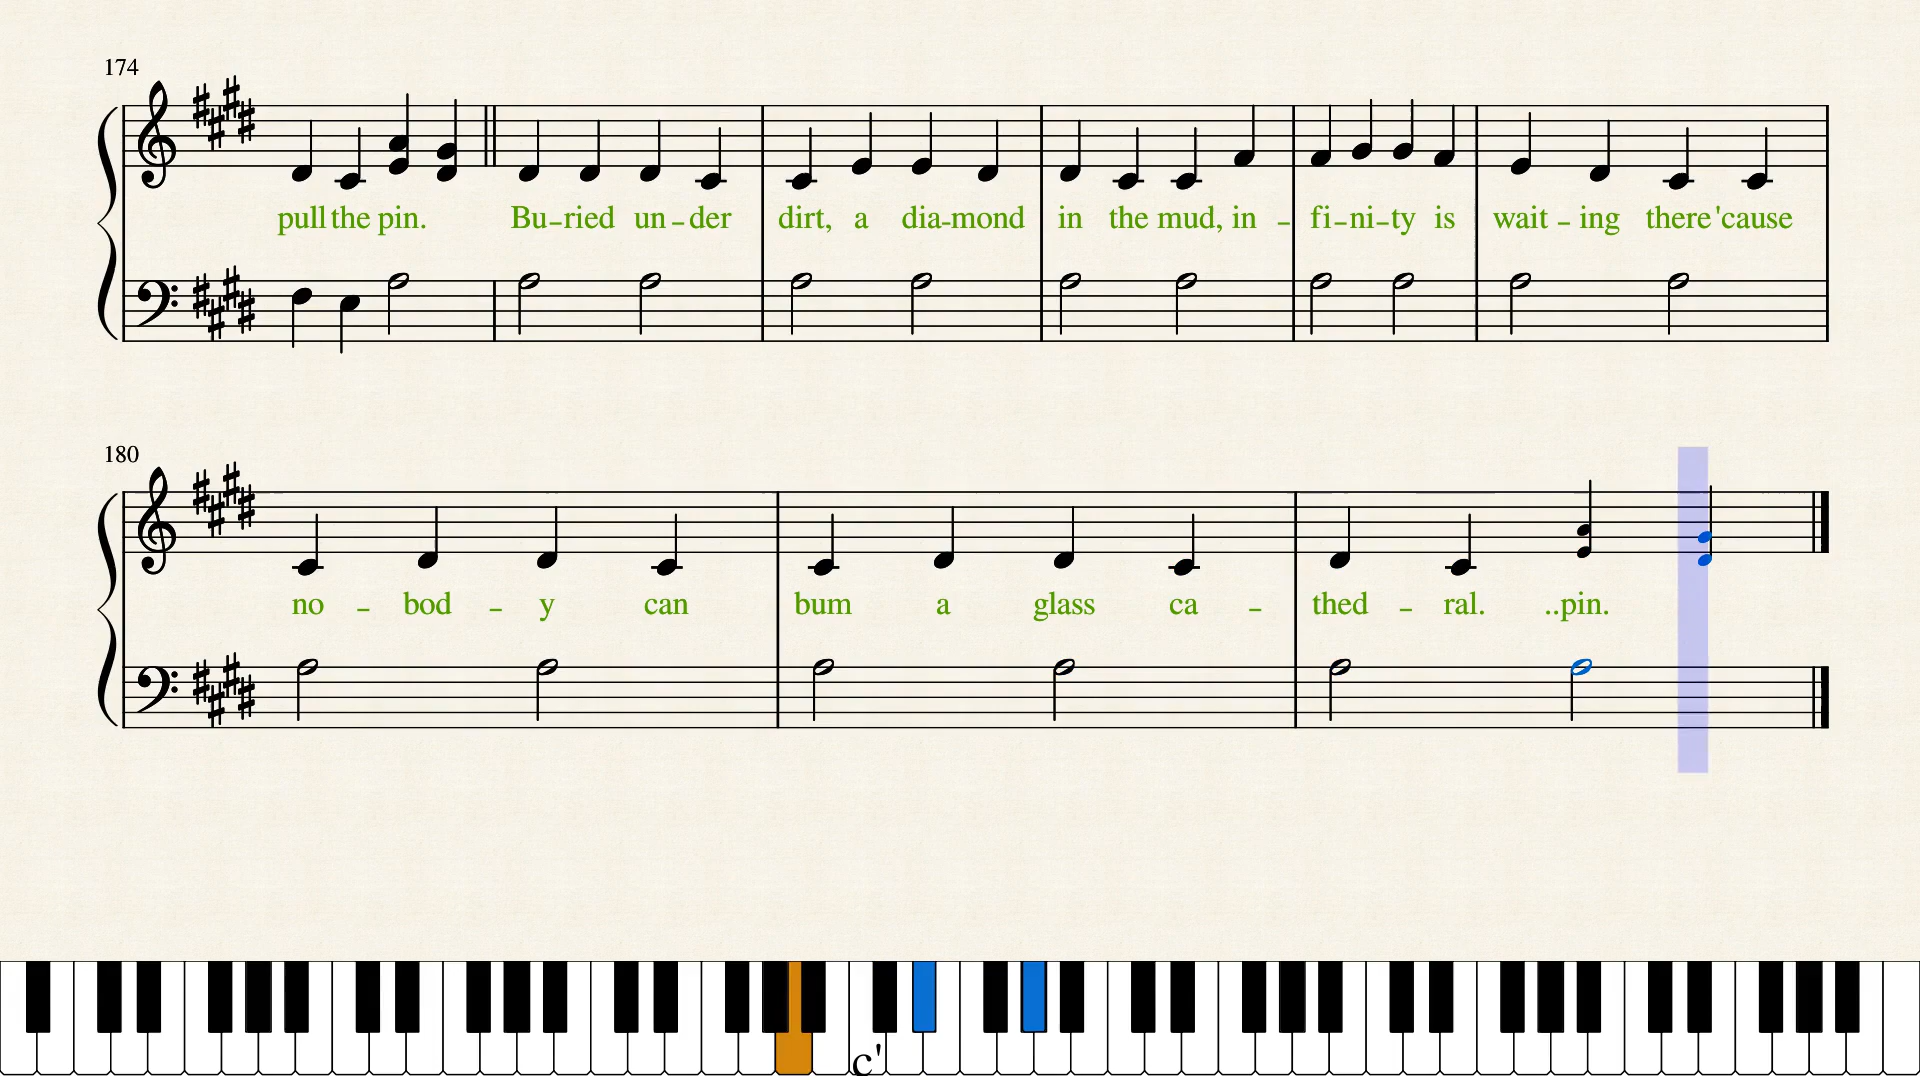 174
pull the pin. Bu–ried un–der dirt, a dia–mond in the mud, in – fi–ni–ty is wait – ing there 'cause
180
no – bod – y can bum a glass ca – thed – ral. ..pin.
c'